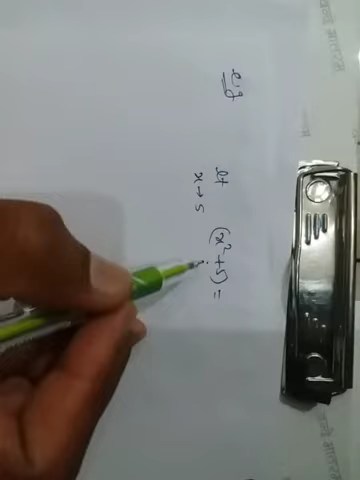 e.g
lt (x²+5) =
x→5